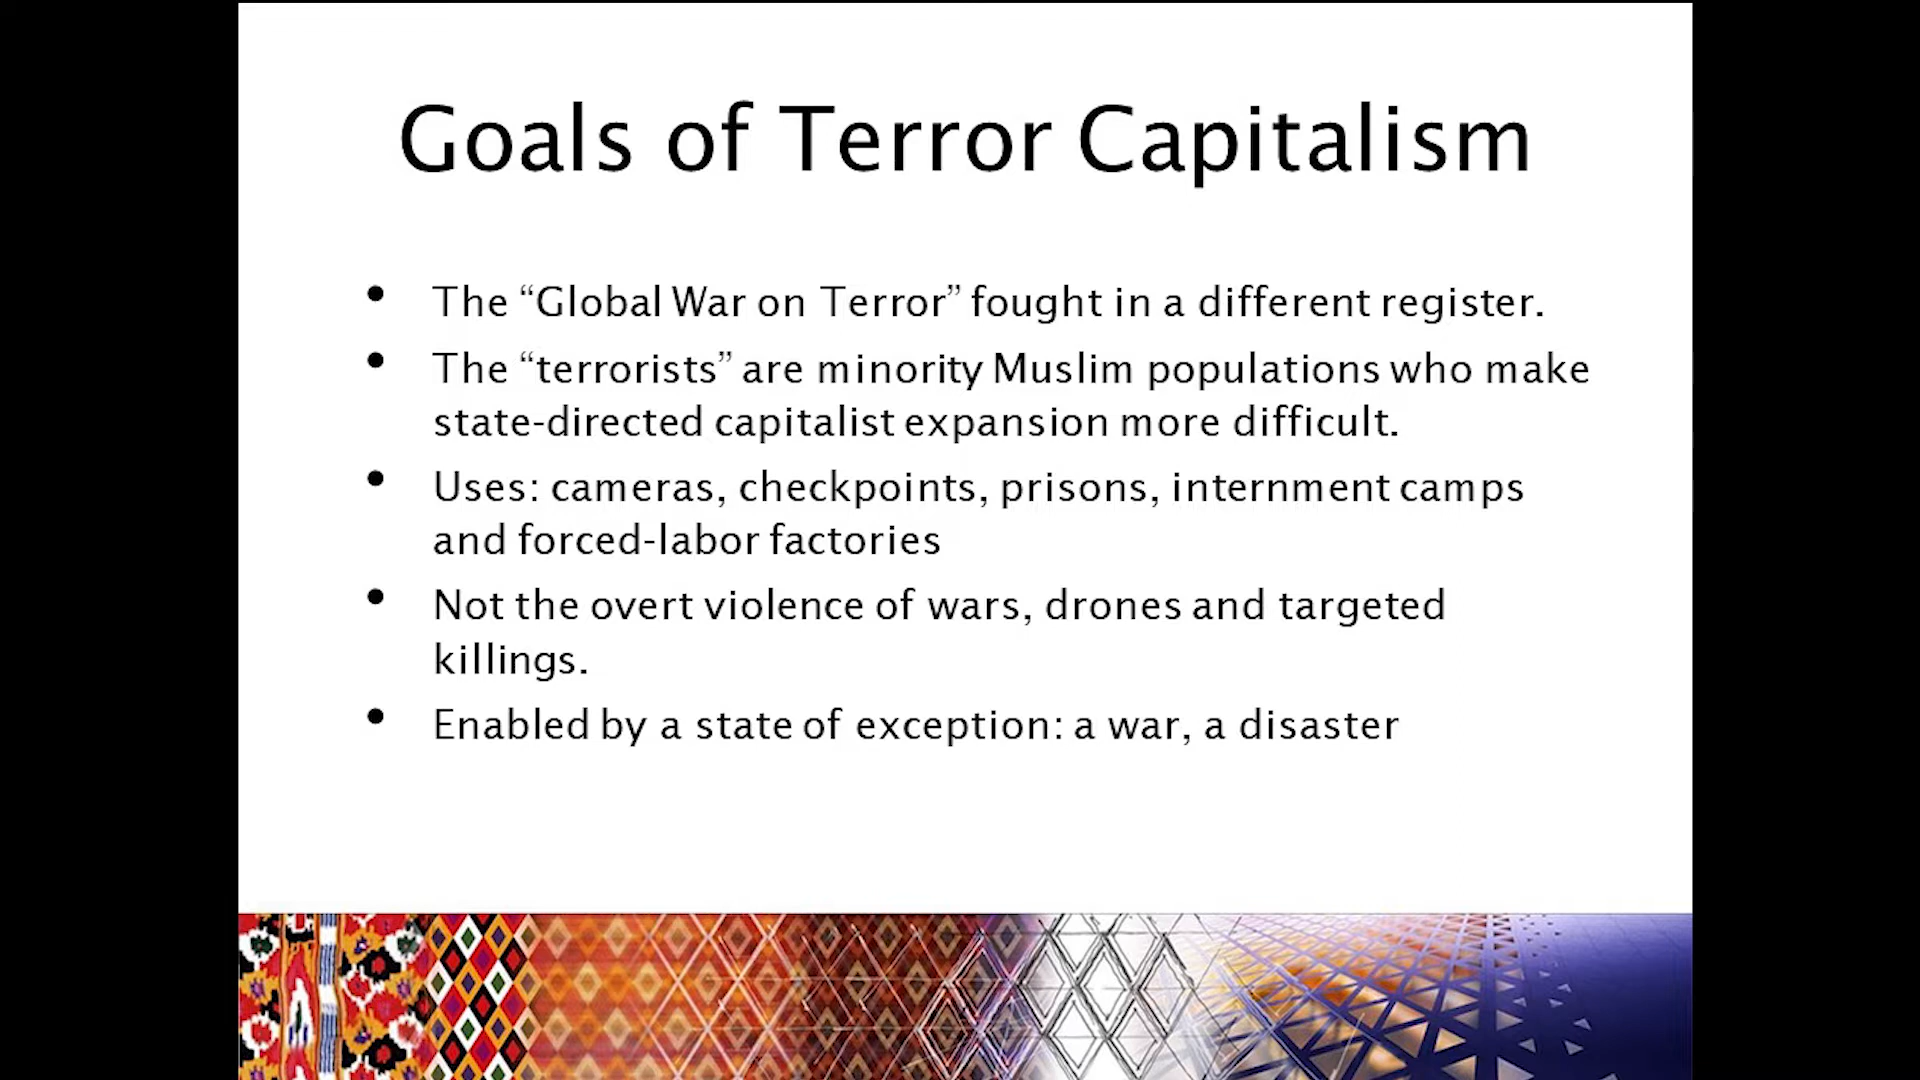 Goals of Terror Capitalism
• The “Global War on Terror” fought in a different register.
• The “terrorists” are minority Muslim populations who make
state-directed capitalist expansion more difficult.
• Uses: cameras, checkpoints, prisons, internment camps
and forced-labor factories
• Not the overt violence of wars, drones and targeted
killings.
• Enabled by a state of exception: a war, a disaster